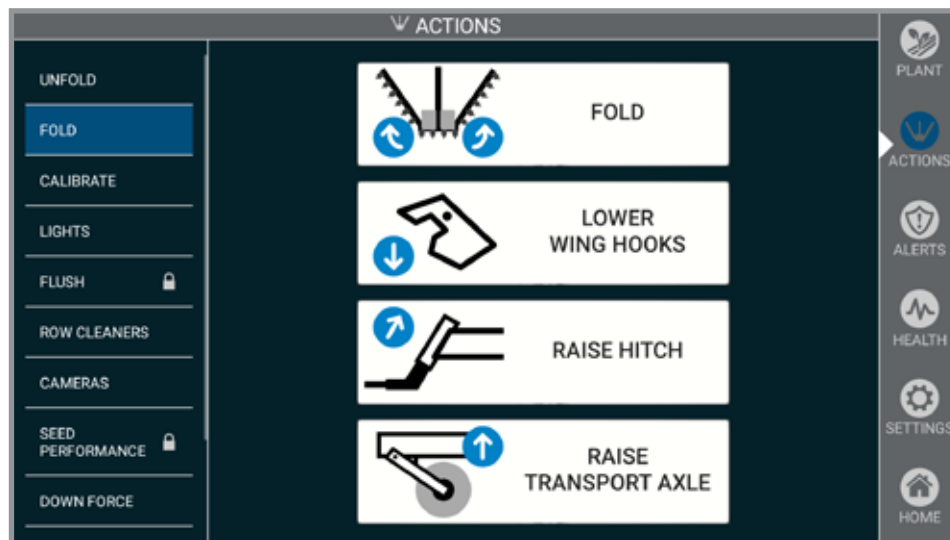 ACTIONS
UNFOLD
FOLD
CALIBRATE
LIGHTS
FLUSH
ROW CLEANERS
CAMERAS
SEED
PERFORMANCE
DOWN FORCE
FOLD
LOWER
WING HOOKS
RAISE HITCH
RAISE
TRANSPORT AXLE
PLANT
ACTIONS
ALERTS
HEALTH
SETTINGS
HOME